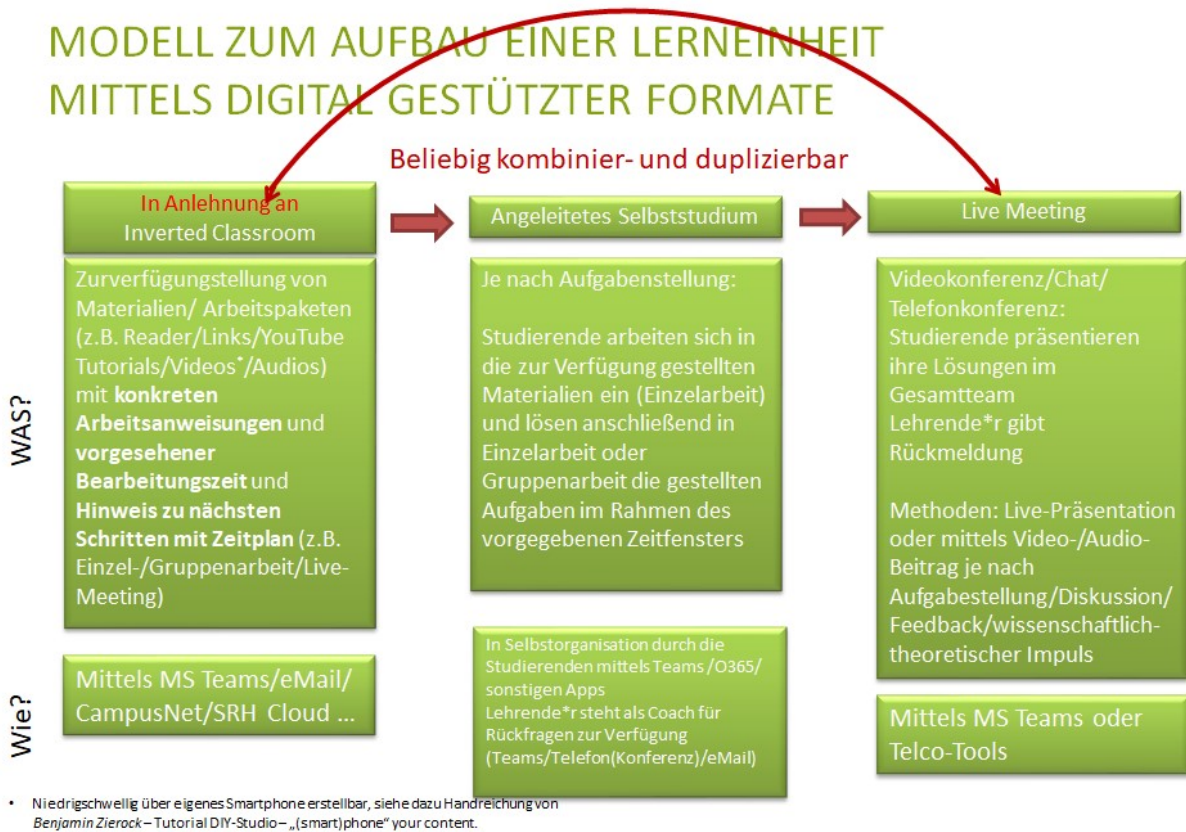 MODELL ZUM AUFBAU EINER LERNEINHEIT
MITTELS DIGITAL GESTÜTZTER FORMATE
Beliebig kombinier- und duplizierbar
In Anlehnung an
Inverted Classroom
Angeleitetes Selbststudium
Live Meeting
WAS?
Zurverfügungstellung von
Materialien/ Arbeitspaketen
(z.B. Reader/Links/YouTube
Tutorials/Videos*/Audios)
mit konkreten
Arbeitsanweisungen und
vorgesehener
Bearbeitungszeit und
Hinweis zu nächsten
Schritten mit Zeitplan (z.B.
Einzel-/Gruppenarbeit/Live-
Meeting)
Je nach Aufgabenstellung:
Studierende arbeiten sich in
die zur Verfügung gestellten
Materialien ein (Einzelarbeit)
und lösen anschließend in
Einzelarbeit oder
Gruppenarbeit die gestellten
Aufgaben im Rahmen des
vorgegebenen Zeitfensters
Videokonferenz/Chat/
Telefonkonferenz:
Studierende präsentieren
ihre Lösungen im
Gesamtteam
Lehrende*r gibt
Rückmeldung
Methoden: Live-Präsentation
oder mittels Video-/Audio-
Beitrag je nach
Aufgabestellung/Diskussion/
Feedback/wissenschaftlich-
theoretischer Impuls
Wie?
Mittels MS Teams/eMail/
CampusNet/SRH Cloud ...
In Selbstorganisation durch die
Studierenden mittels Teams /O365/
sonstigen Apps
Lehrende*r steht als Coach für
Rückfragen zur Verfügung
(Teams/Telefon(Konferenz)/eMail)
Mittels MS Teams oder
Telco-Tools
• Niedrigschwellig über eigenes Smartphone erstellbar, siehe dazu Handreichung von
Benjamin Zierock – Tutorial DIY-Studio – „(smart)phone“ your content.